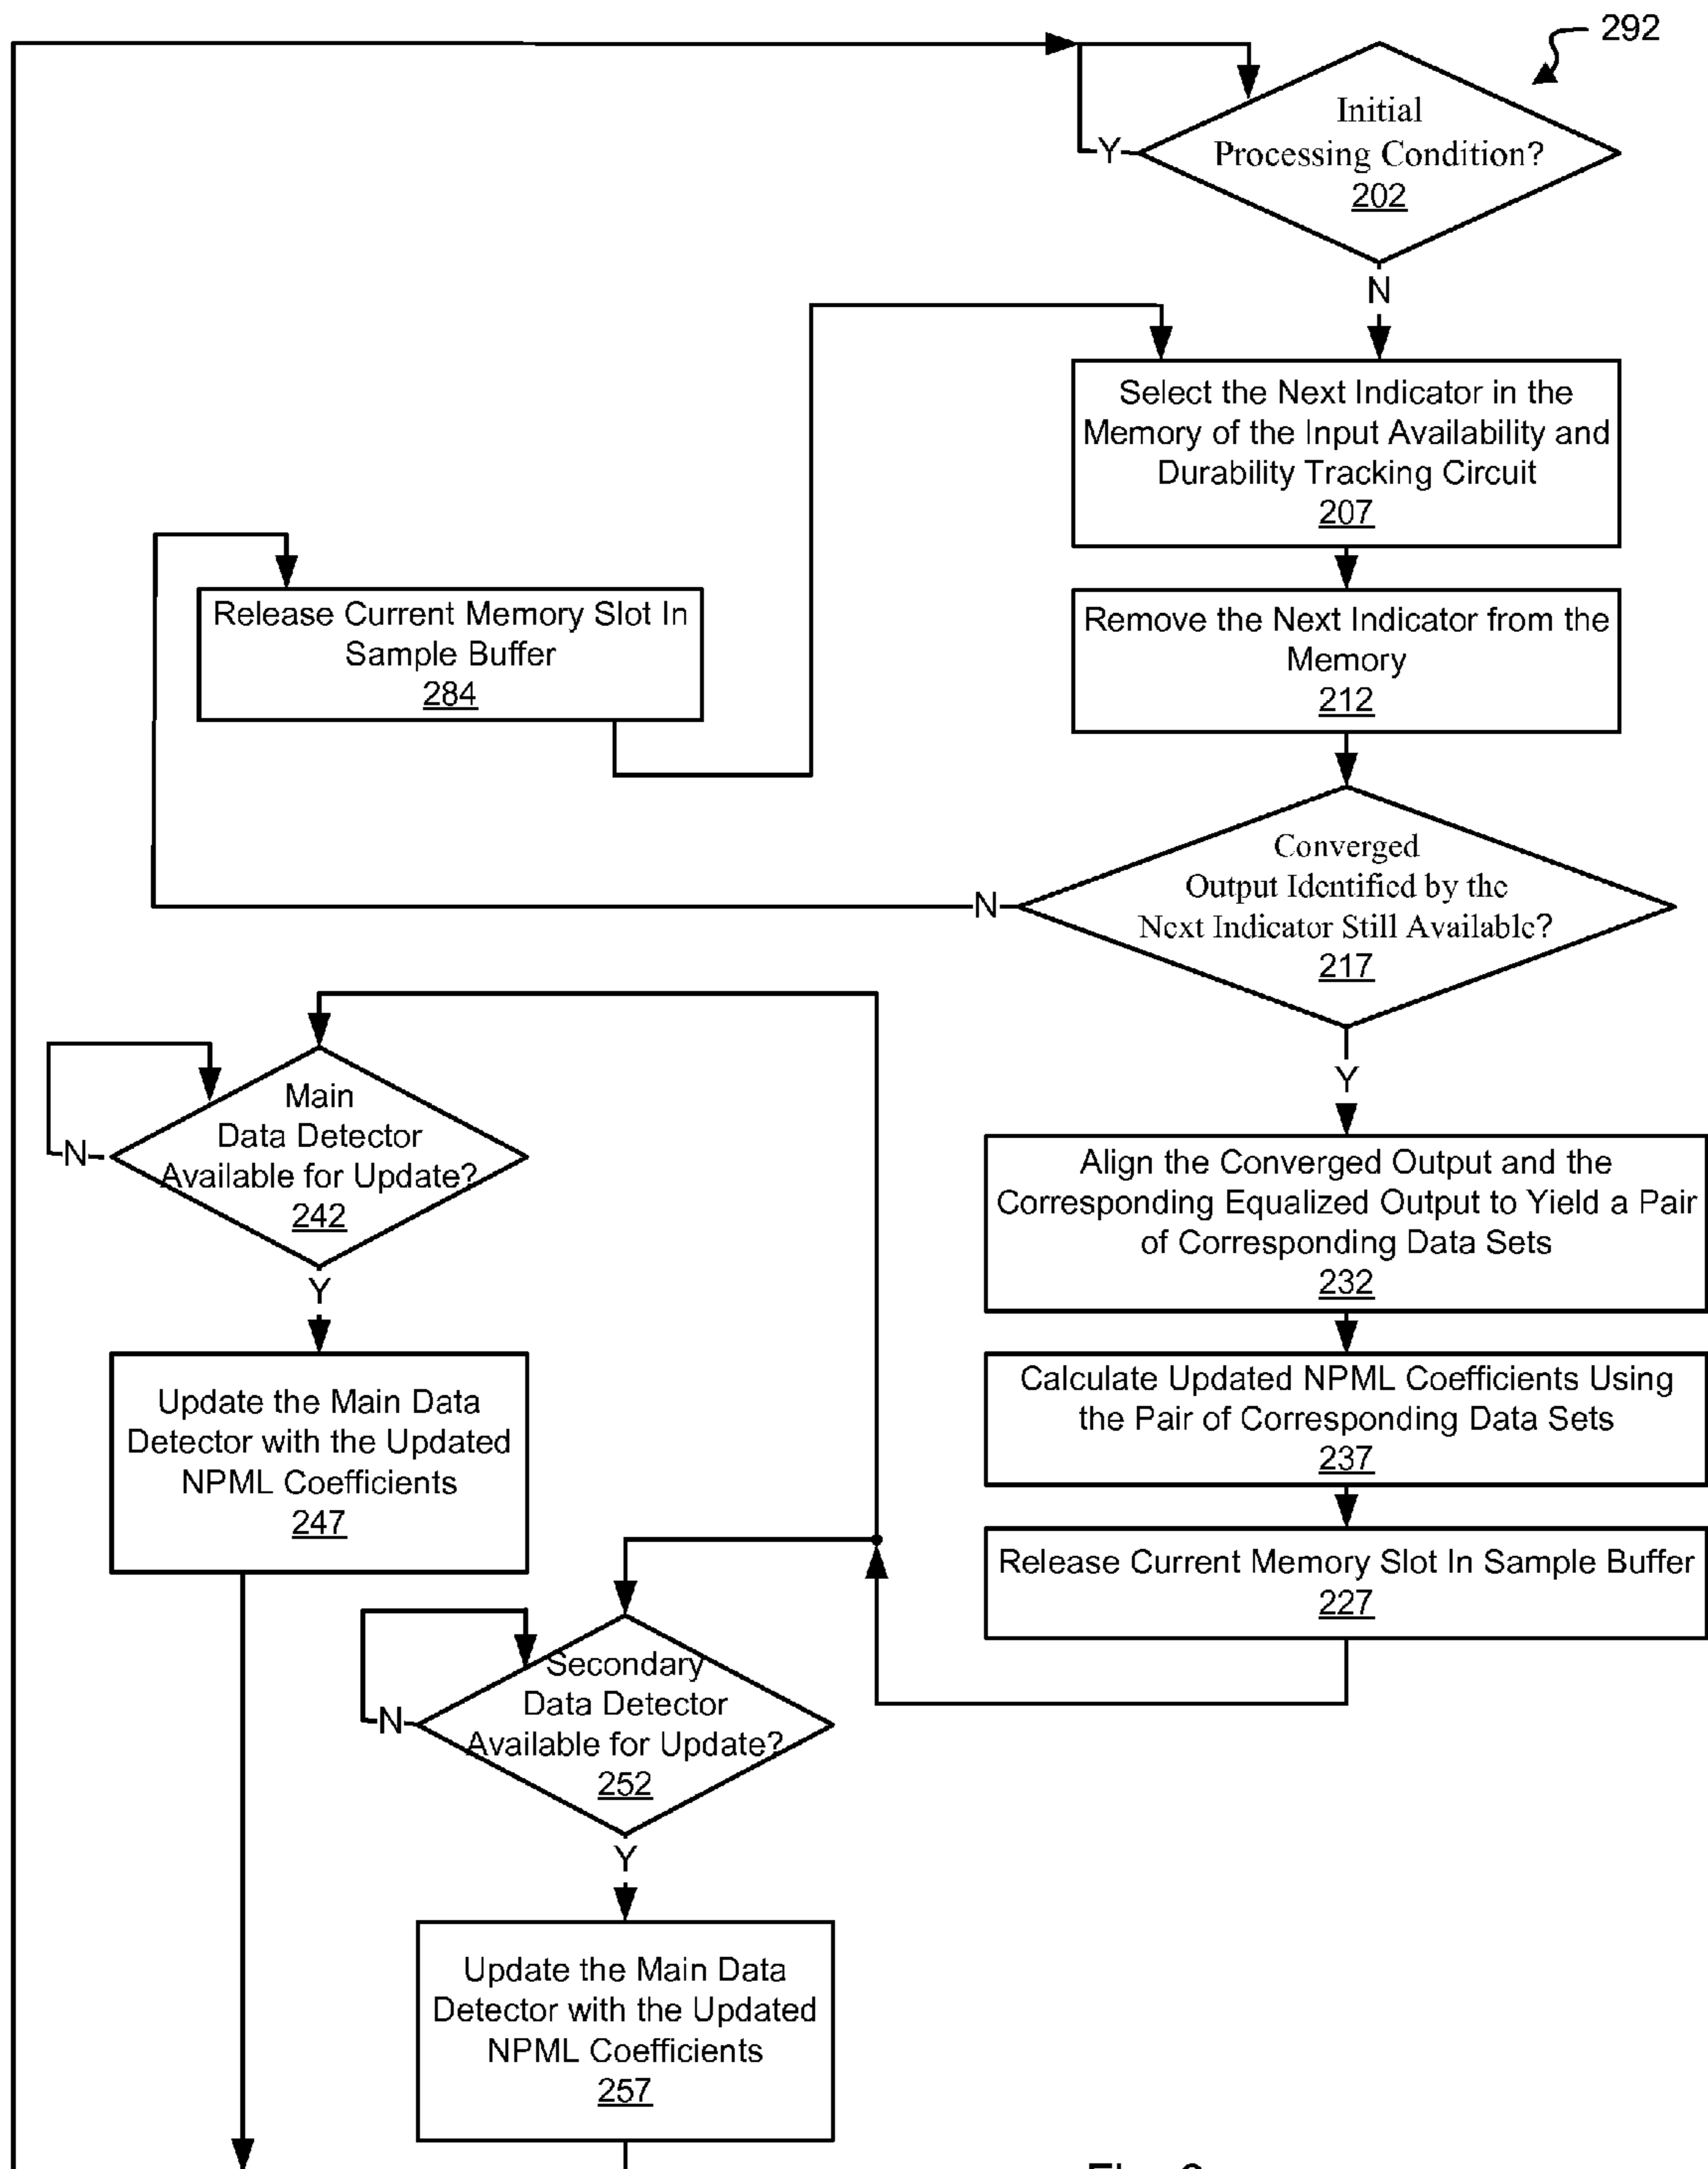 292
Initial
Processing Condition?
202
Y
N
Select the Next Indicator in the
Memory of the Input Availability and
Durability Tracking Circuit
207
Release Current Memory Slot In
Sample Buffer
284
Remove the Next Indicator from the
Memory
212
Converged
Output Identified by the
Next Indicator Still Available?
217
N
Y
Main
Data Detector
Available for Update?
242
N
Y
Align the Converged Output and the
Corresponding Equalized Output to Yield a Pair
of Corresponding Data Sets
232
Calculate Updated NPML Coefficients Using
the Pair of Corresponding Data Sets
237
Update the Main Data
Detector with the Updated
NPML Coefficients
247
Release Current Memory Slot In Sample Buffer
227
Secondary
Data Detector
Available for Update?
252
N
Y
Update the Main Data
Detector with the Updated
NPML Coefficients
257